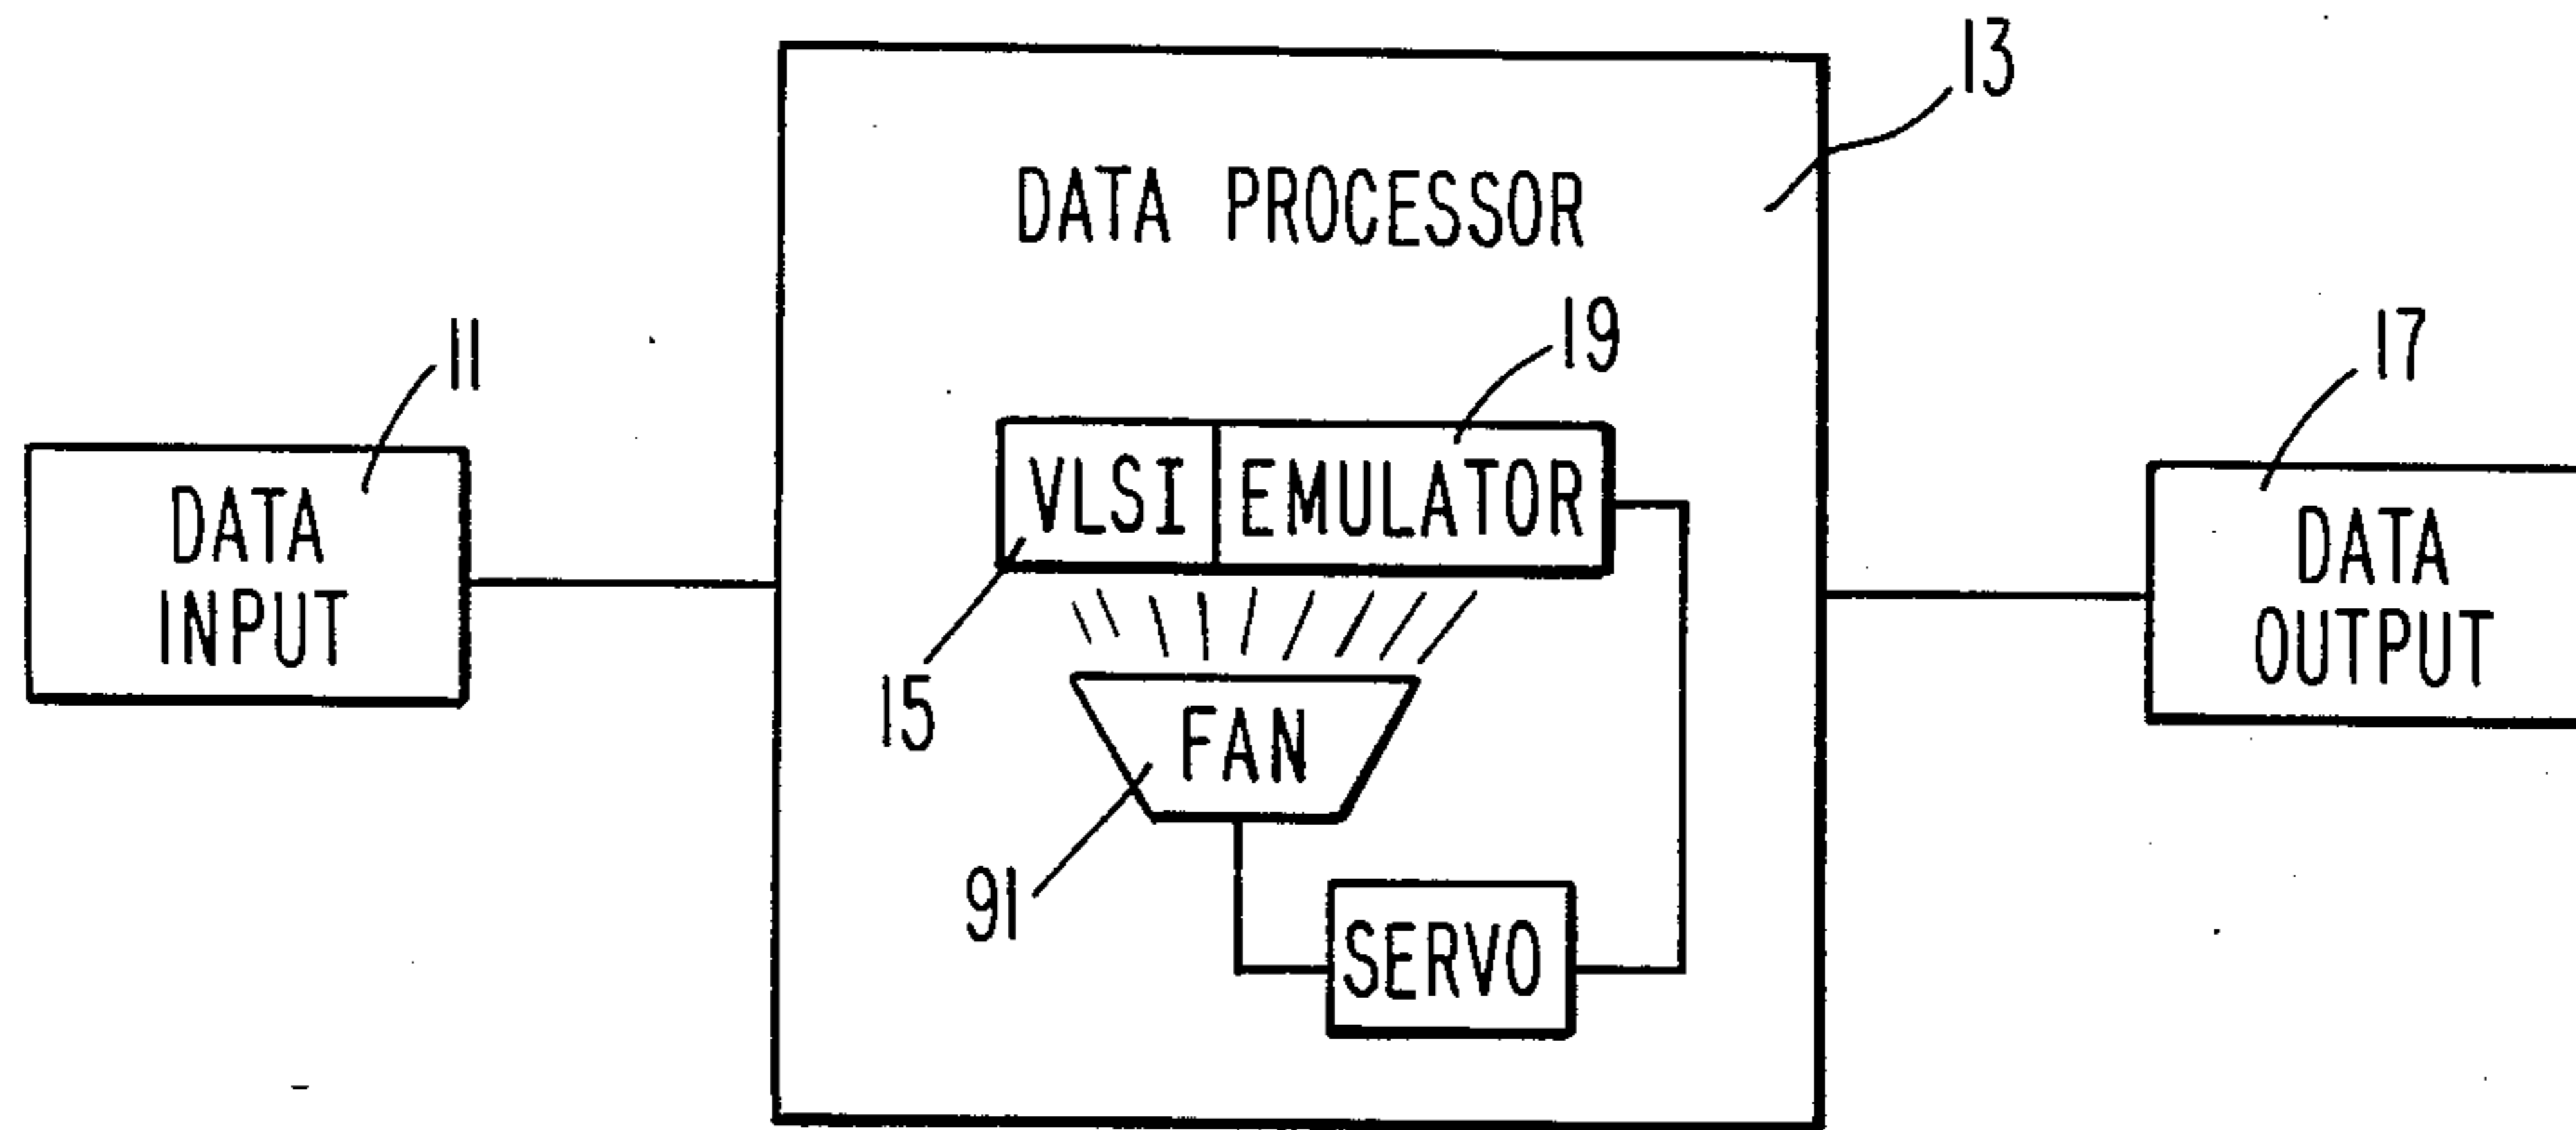 13
DATA PROCESSOR
11
19
17
DATA
INPUT
VLSI EMULATOR
DATA
OUTPUT
15
FAN
91
SERVO